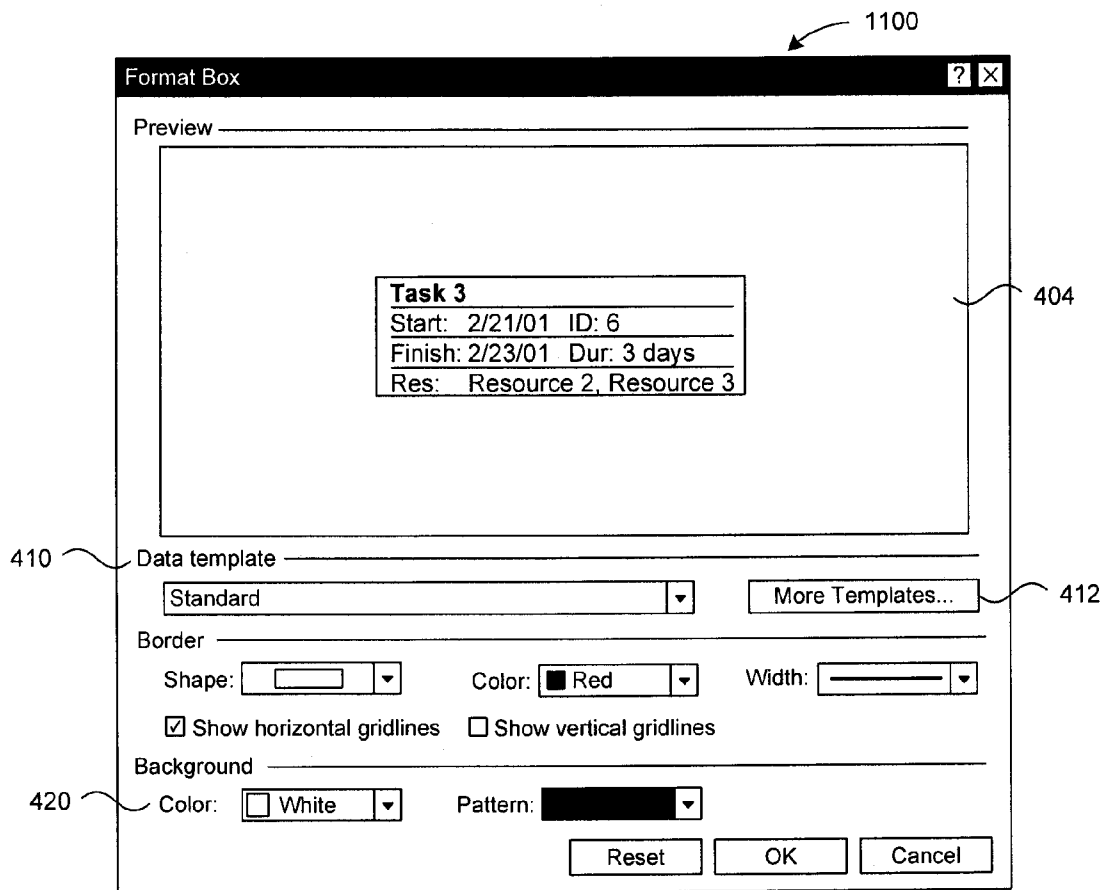 1100
Format Box ?
Preview
Task 3
Start: 2/21/01 ID: 6
404
Finish: 2/23/01 Dur: 3 days
Res: Resource 2, Resource 3
410 Data template
Standard More Templates... 412
Border
Shape: Color: Red Width:
Show horizontal gridlines Show vertical gridlines
Background
420 Color: White Pattern:
Reset OK Cancel